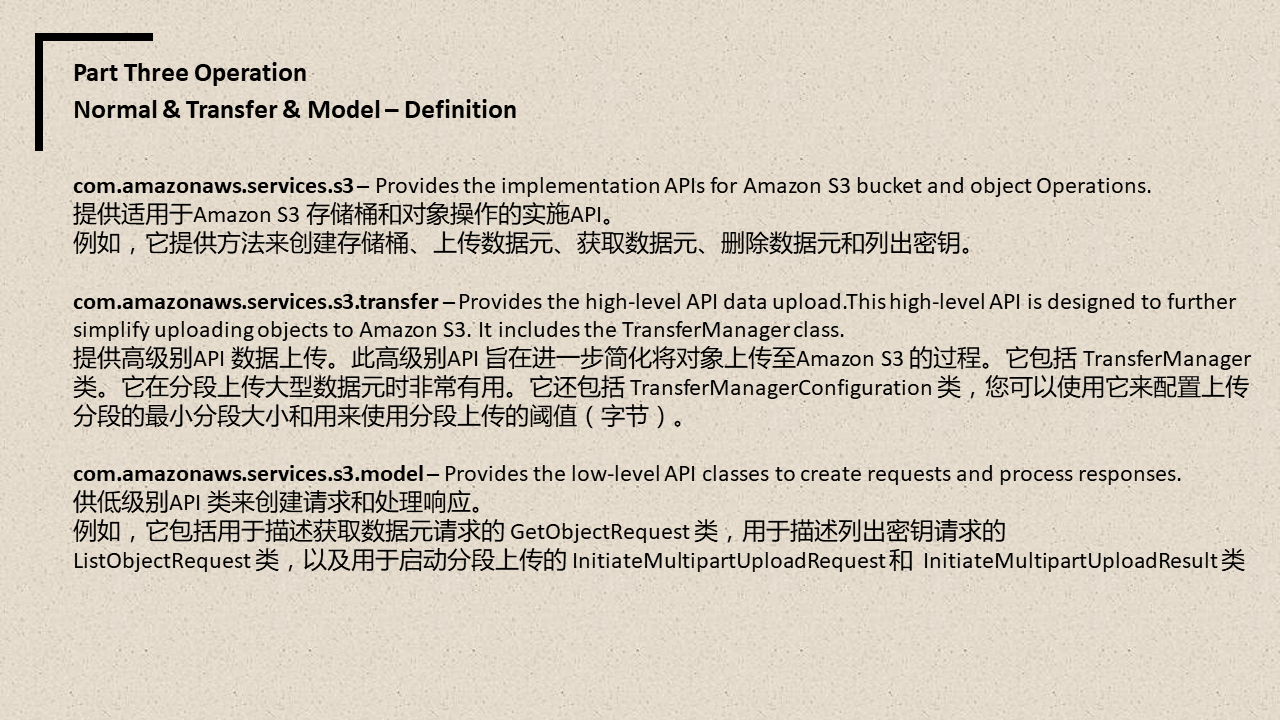 Part Three Operation
Normal & Transfer & Model – Definition
com.amazonaws.services.s3 – Provides the implementation APIs for Amazon S3 bucket and object Operations.
提供适用于Amazon S3 存储桶和对象操作的实施API。
例如，它提供方法来创建存储桶、上传数据元、获取数据元、删除数据元和列出密钥。
com.amazonaws.services.s3.transfer – Provides the high-level API data upload.This high-level API is designed to further
simplify uploading objects to Amazon S3. It includes the TransferManager class.
提供高级别API 数据上传。此高级别API 旨在进一步简化将对象上传至Amazon S3 的过程。它包括 TransferManager
类。它在分段上传大型数据元时非常有用。它还包括 TransferManagerConfiguration 类，您可以使用它来配置上传
分段的最小分段大小和用来使用分段上传的阈值（字节）。
com.amazonaws.services.s3.model – Provides the low-level API classes to create requests and process responses.
供低级别API 类来创建请求和处理响应。
例如，它包括用于描述获取数据元请求的 GetObjectRequest 类，用于描述列出密钥请求的
ListObjectRequest 类，以及用于启动分段上传的 InitiateMultipartUploadRequest 和 InitiateMultipartUploadResult 类